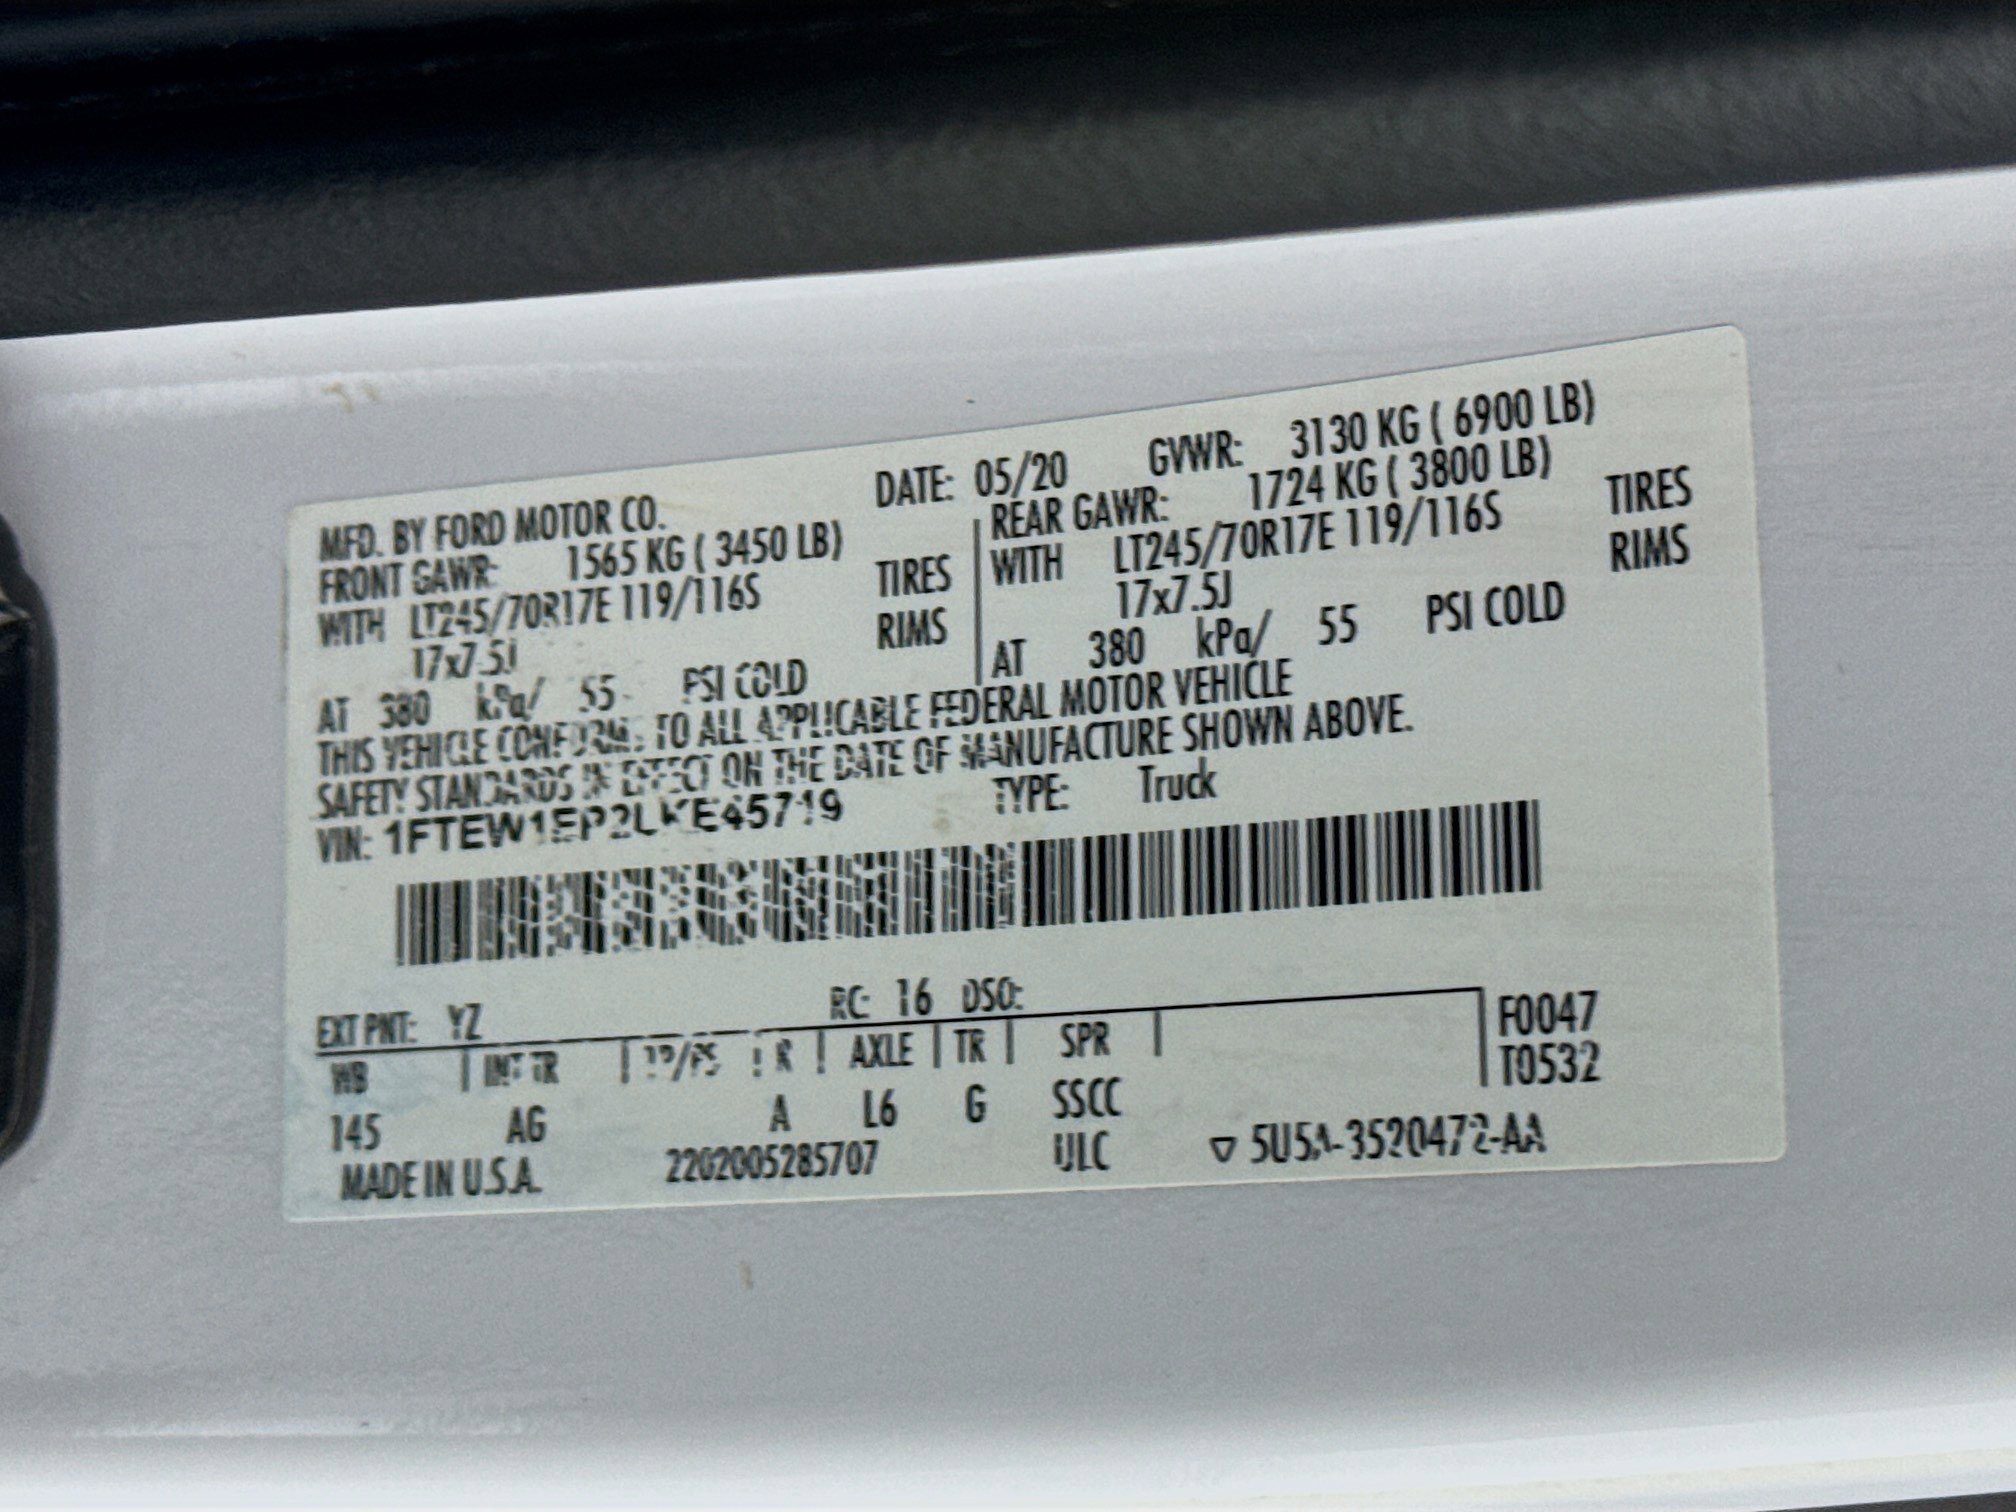 MFD. BY FORD MOTOR CO. DATE: 05/20 GVWR: 3130 KG ( 6900 LB)
FRONT GAWR: 1565 KG ( 3450 LB) REAR GAWR: 1724 KG ( 3800 LB)
WITH LT245/70R17E 119/116S TIRES WITH LT245/70R17E 119/116S TIRES
17x7.5J RIMS 17x7.5J RIMS
AT 380 kPa/ 55 PSI COLD AT 380 kPa/ 55 PSI COLD
THIS VEHICLE CONFORMS TO ALL APPLICABLE FEDERAL MOTOR VEHICLE
SAFETY STANDARDS IN EFFECT ON THE DATE OF MANUFACTURE SHOWN ABOVE.
VIN: 1FTEW1EP2LKE45719 TYPE: Truck
EXT PNT: YZ RC: 16 DSO:
WB INT TR TP/PS R AXLE TR SPR F0047
145 AG A L6 G SSCC T0532
MADE IN U.S.A. 2202005285707 ULC 5U5A-3520472-AA